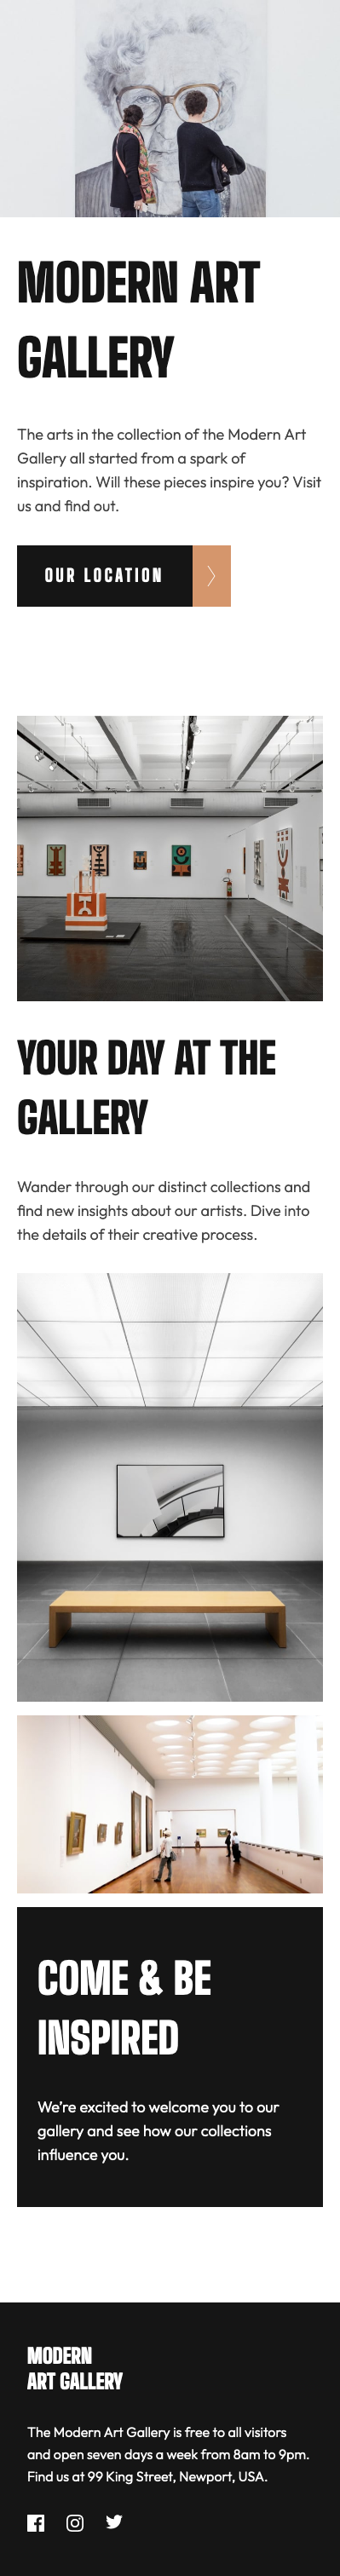 MODERN ART
GALLERY
The arts in the collection of the Modern Art
Gallery all started from a spark of
inspiration. Will these pieces inspire you? Visit
us and find out.
OUR LOCATION
YOUR DAY AT THE
GALLERY
Wander through our distinct collections and
find new insights about our artists. Dive into
the details of their creative process.
COME & BE
INSPIRED
We’re excited to welcome you to our
gallery and see how our collections
influence you.
MODERN
ART GALLERY
The Modern Art Gallery is free to all visitors
and open seven days a week from 8am to 9pm.
Find us at 99 King Street, Newport, USA.